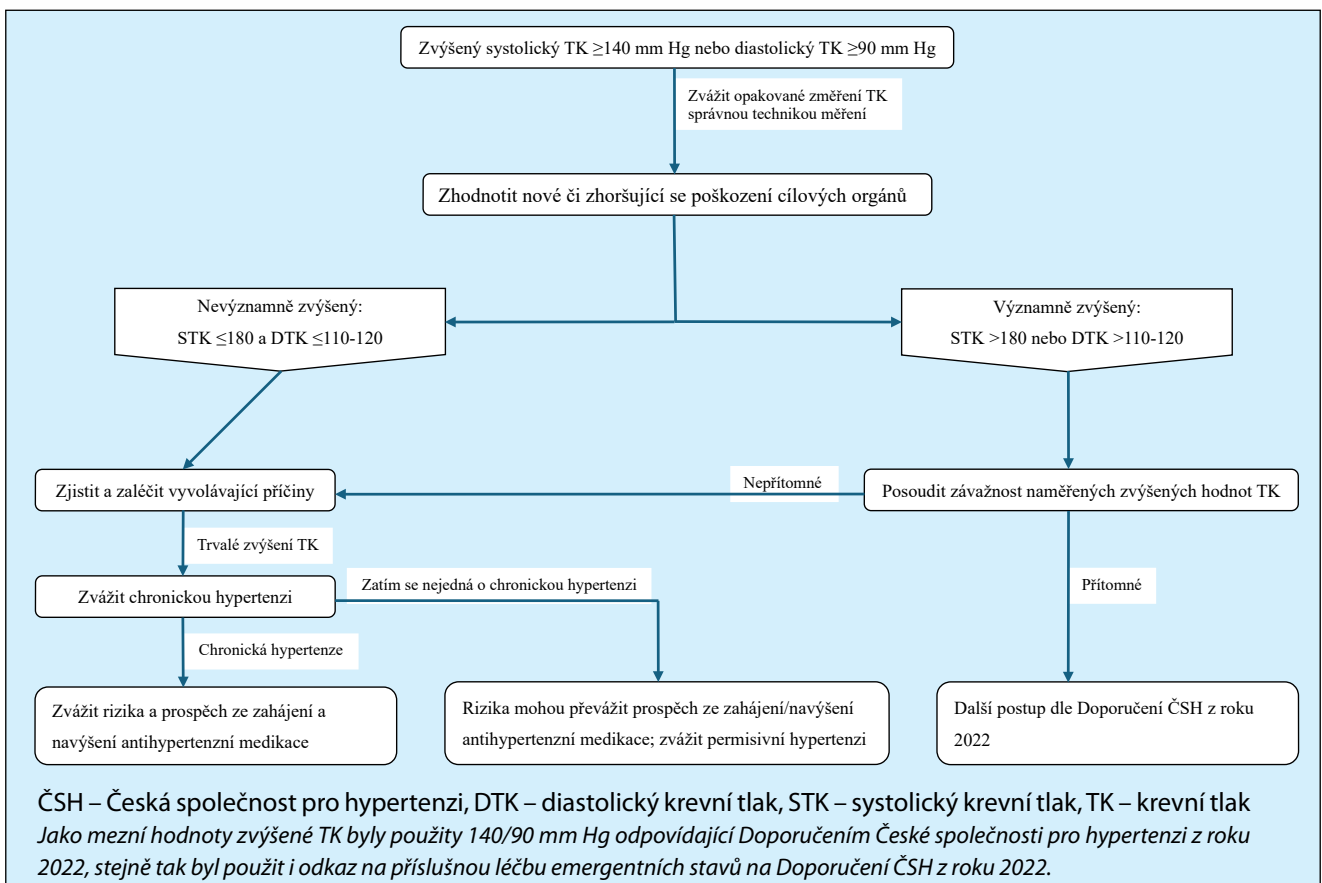 Zvýšený systolický TK ≥140 mm Hg nebo diastolický TK ≥90 mm Hg
Zvážit opakované změření TK
správnou technikou měření
Zhodnotit nové či zhoršující se poškození cílových orgánů
Nevýznamně zvýšený:
STK ≤180 a DTK ≤110-120
Významně zvýšený:
STK >180 nebo DTK >110-120
Zjistit a zaléčit vyvolávající příčiny
Nepřítomné
Posoudit závažnost naměřených zvýšených hodnot TK
Trvalé zvýšení TK
Zvážit chronickou hypertenzi
Zatím se nejedná o chronickou hypertenzi
Přítomné
Chronická hypertenze
Zvážit rizika a prospěch ze zahájení a
navýšení antihypertenzní medikace
Rizika mohou převážit prospěch ze zahájení/navýšení
antihypertenzní medikace; zvážit permisivní hypertenzi
Další postup dle Doporučení ČSH z roku
2022
ČSH – Česká společnost pro hypertenzi, DTK – diastolický krevní tlak, STK – systolický krevní tlak, TK – krevní tlak
Jako mezní hodnoty zvýšené TK byly použity 140/90 mm Hg odpovídající Doporučením České společnosti pro hypertenzi z roku
2022, stejně tak byl použit i odkaz na příslušnou léčbu emergentních stavů na Doporučení ČSH z roku 2022.